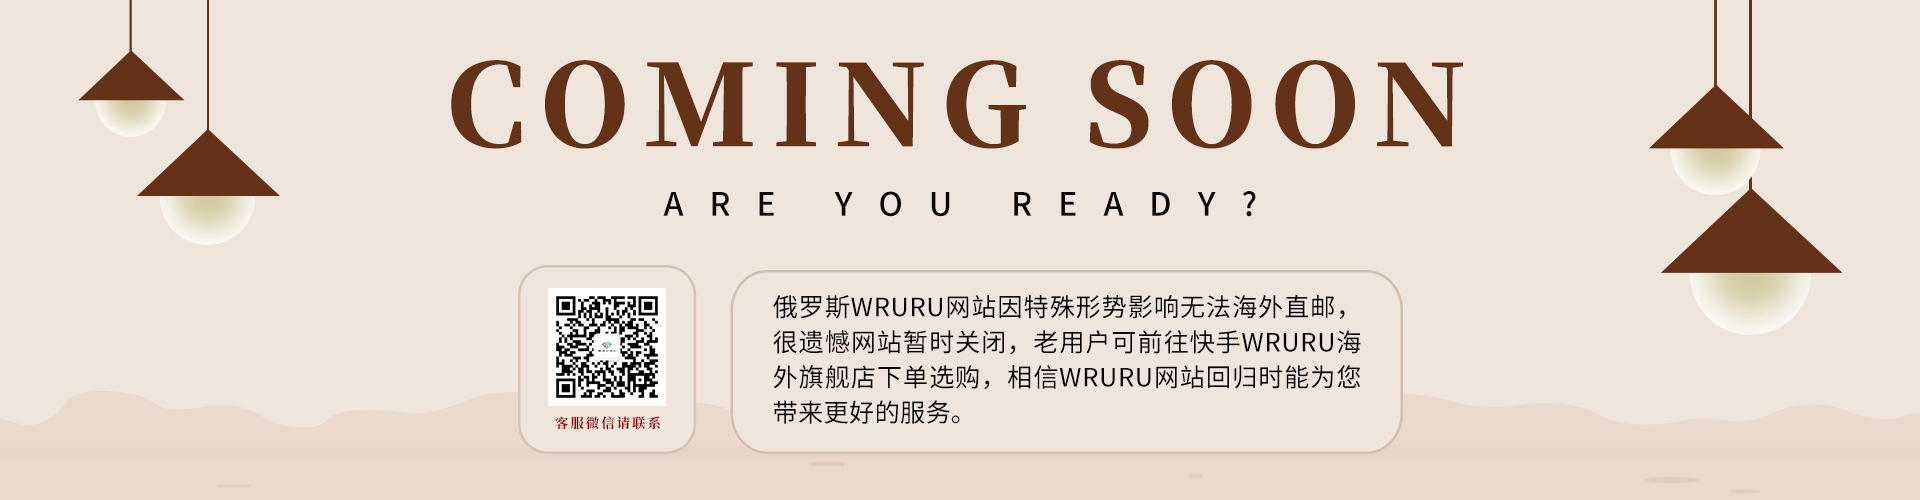 COMING SOON
ARE YOU READY?
俄罗斯WRURU网站因特殊形势影响无法海外直邮，
很遗憾网站暂时关闭，老用户可前往快手WRURU海
外旗舰店下单选购，相信WRURU网站回归时能为您
带来更好的服务。
客服微信请联系